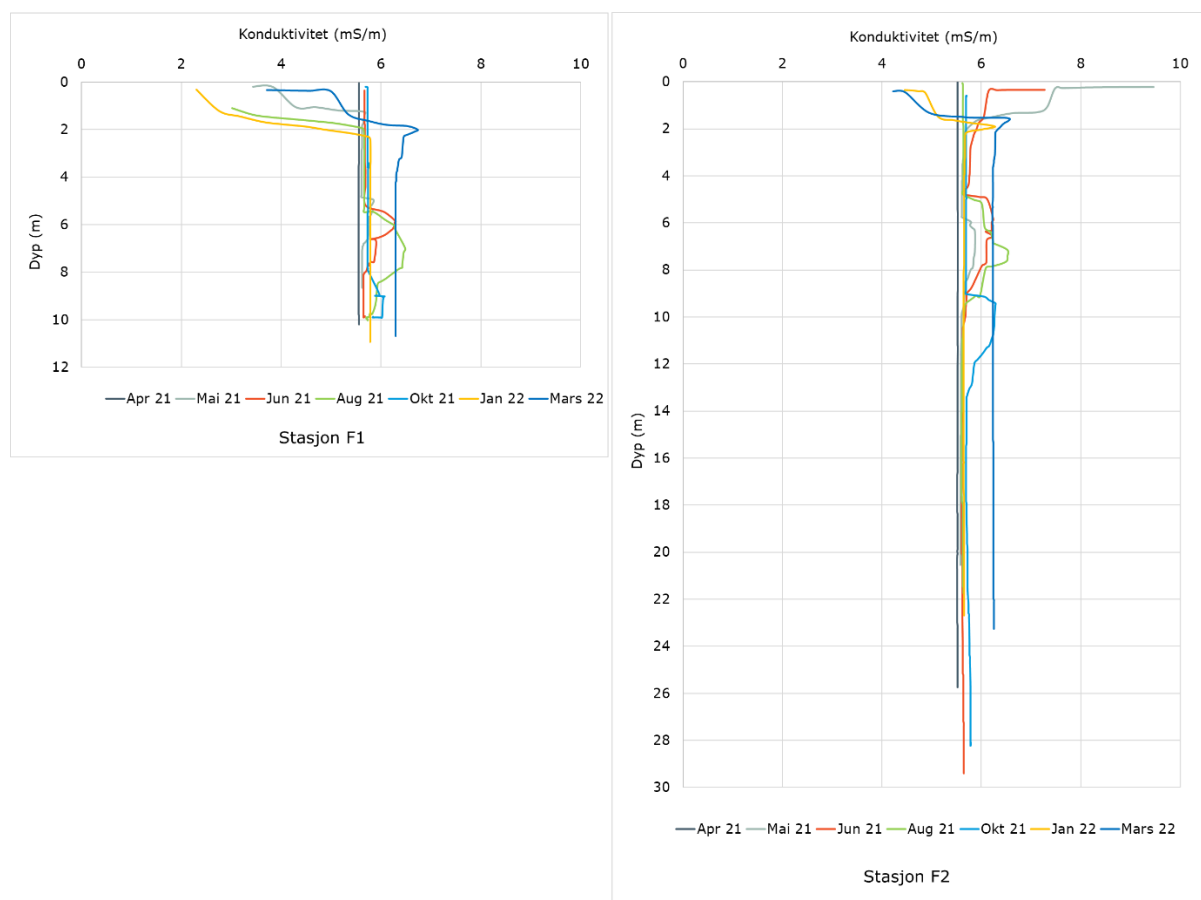 Konduktivitet (mS/m)
0 2 4 6 8 10
0
2
4
6
8
10
12
Dyp (m)
Apr 21 Mai 21 Jun 21 Aug 21 Okt 21 Jan 22 Mars 22
Stasjon F1
Konduktivitet (mS/m)
0 2 4 6 8 10
0
2
4
6
8
10
12
14
16
18
20
22
24
26
28
30
Dyp (m)
Apr 21 Mai 21 Jun 21 Aug 21 Okt 21 Jan 22 Mars 22
Stasjon F2